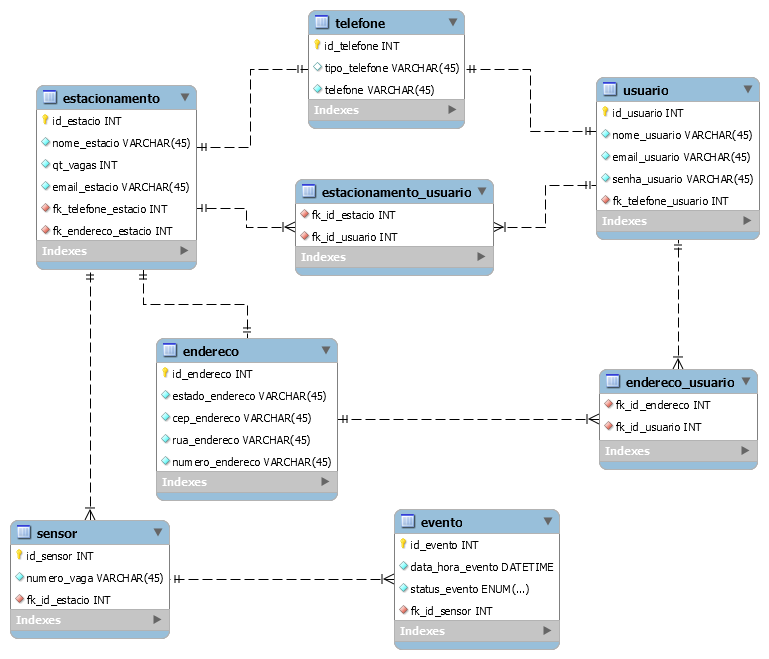 telefone
id_telefone INT
tipo_telefone VARCHAR(45)
telefone VARCHAR(45)
Indexes
estacionamento
id_estacio INT
nome_estacio VARCHAR(45)
qt_vagas INT
email_estacio VARCHAR(45)
fk_telefone_estacio INT
fk_endereco_estacio INT
Indexes
usuario
id_usuario INT
nome_usuario VARCHAR(45)
email_usuario VARCHAR(45)
senha_usuario VARCHAR(45)
fk_telefone_usuario INT
Indexes
estacionamento_usuario
fk_id_estacio INT
fk_id_usuario INT
Indexes
endereco
id_endereco INT
estado_endereco VARCHAR(45)
cep_endereco VARCHAR(45)
rua_endereco VARCHAR(45)
numero_endereco VARCHAR(45)
Indexes
endereco_usuario
fk_id_endereco INT
fk_id_usuario INT
Indexes
sensor
id_sensor INT
numero_vaga VARCHAR(45)
fk_id_estacio INT
Indexes
evento
id_evento INT
data_hora_evento DATETIME
status_evento ENUM(...)
fk_id_sensor INT
Indexes